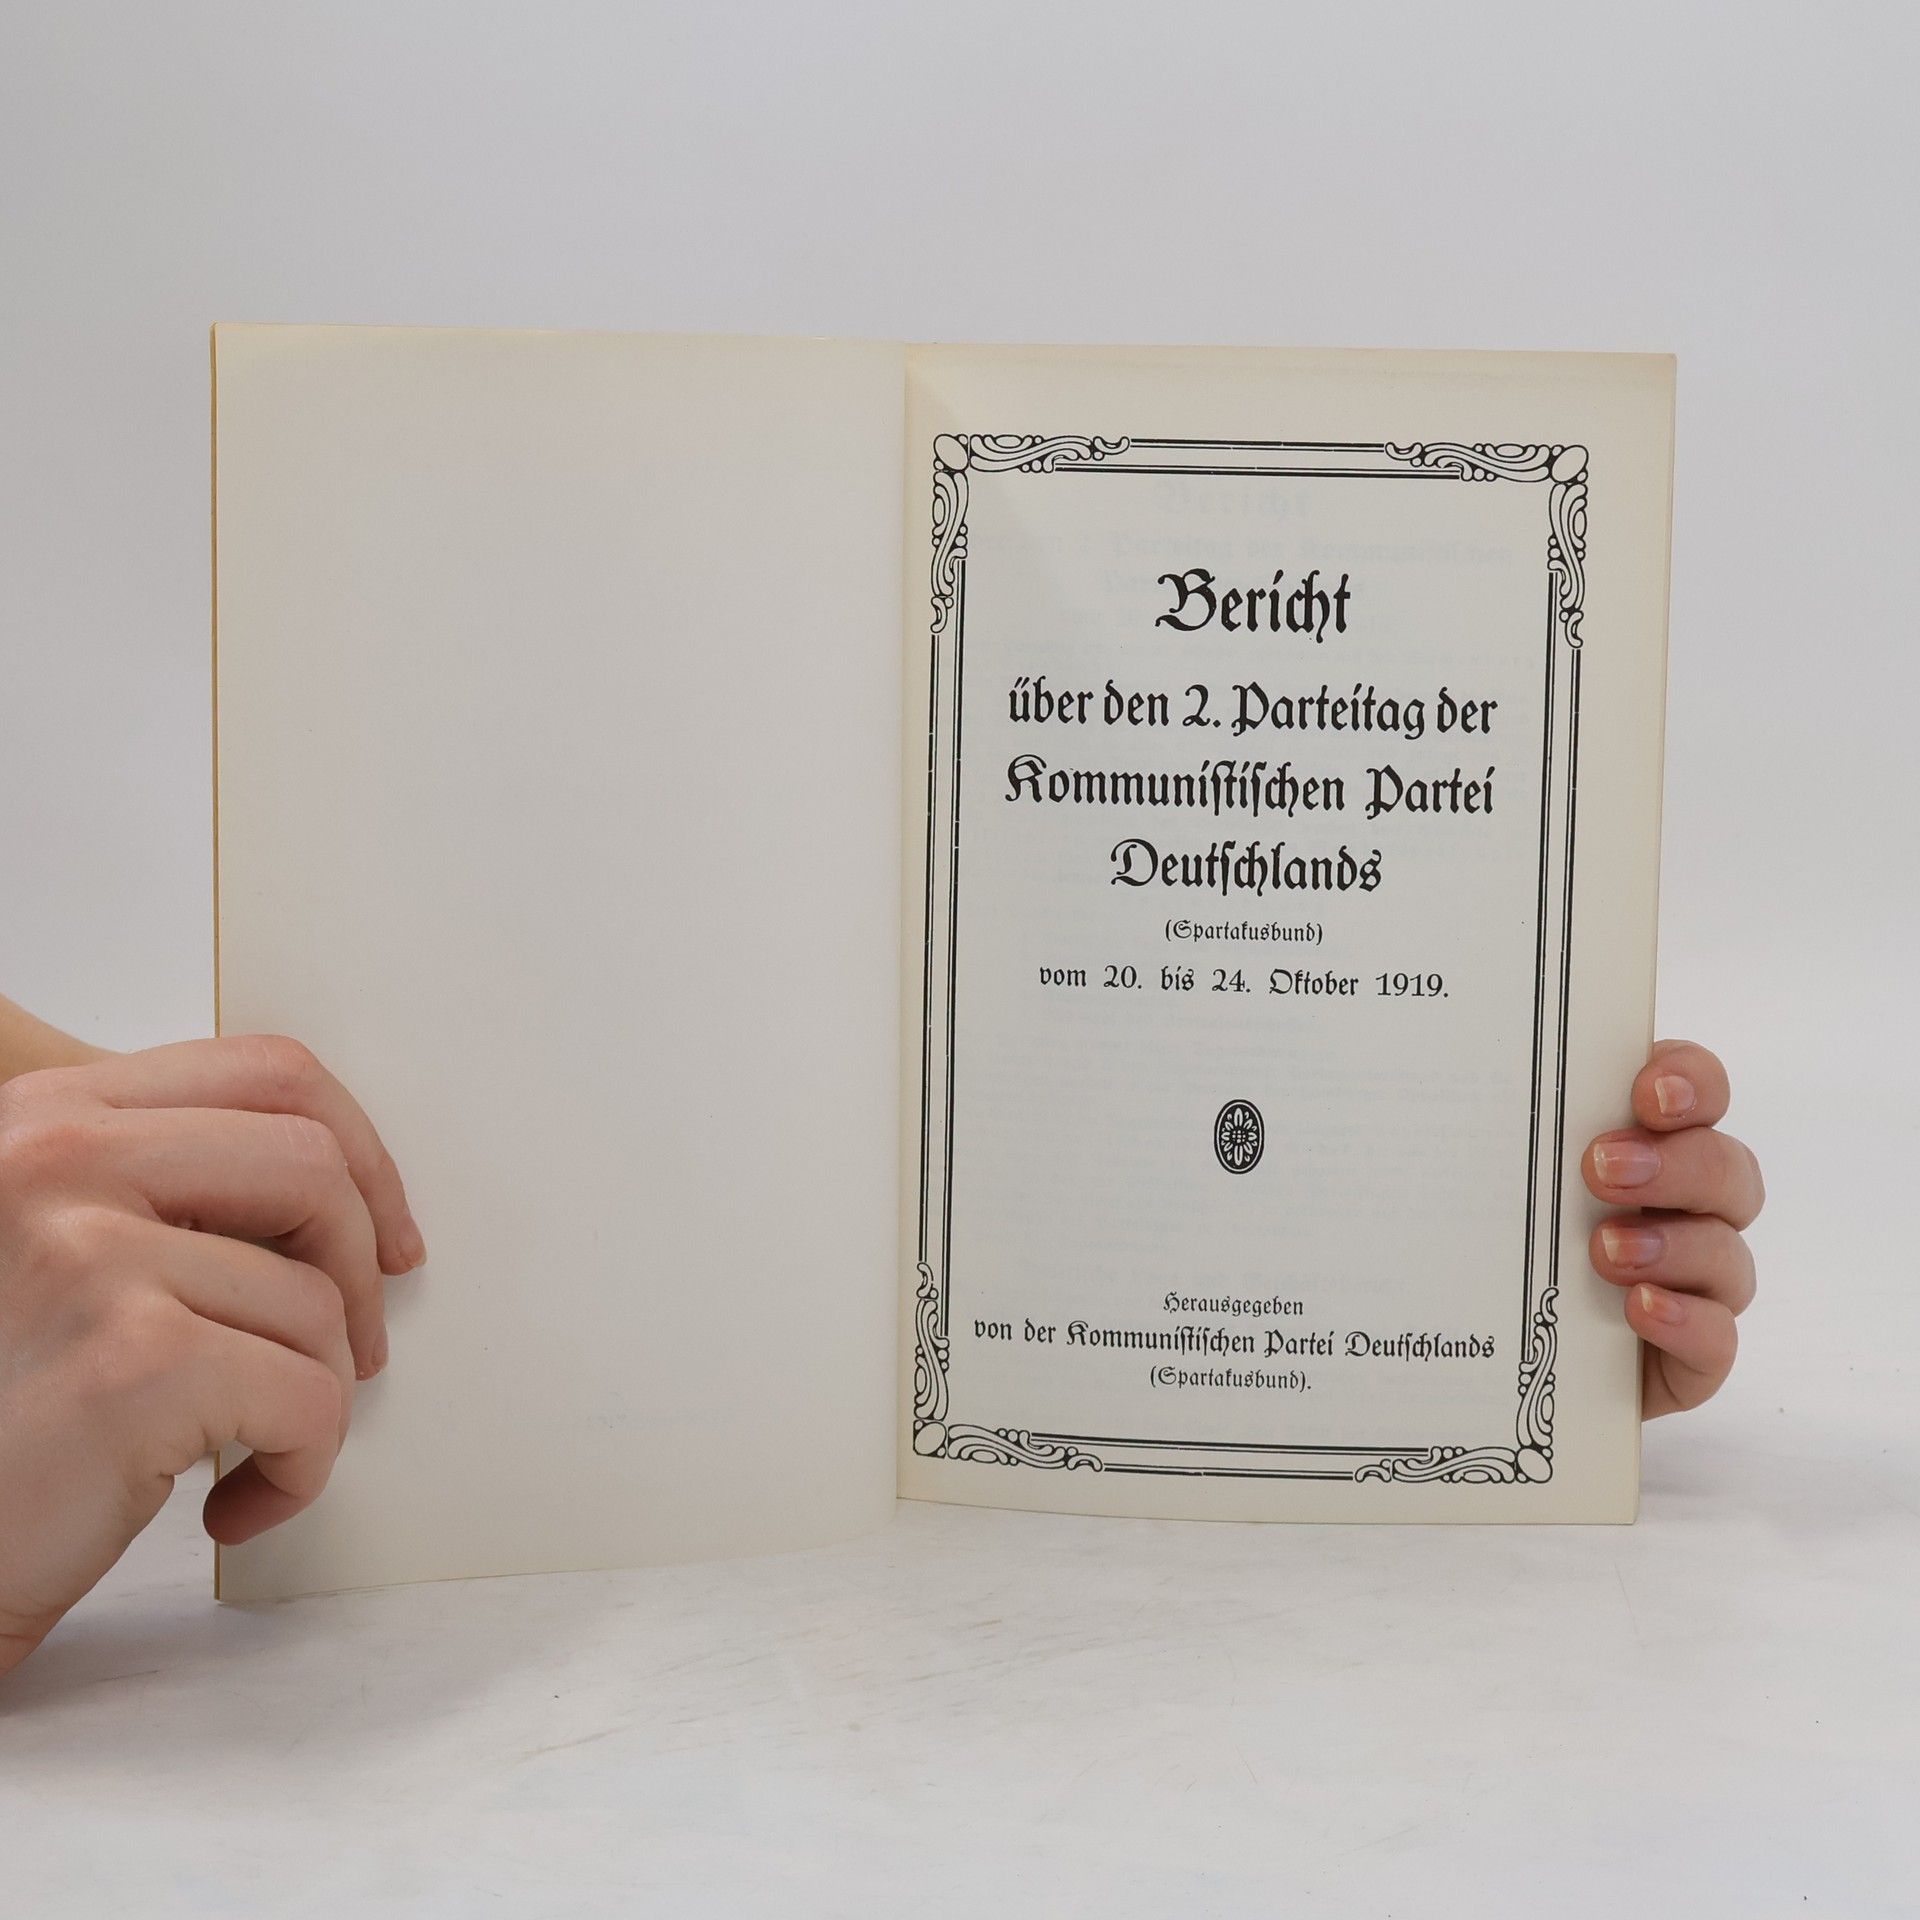 Bericht
über den 2. Parteitag der
Kommuniſtiſchen Partei
Deutſchlands
(Spartakusbund)
vom 20. bis 24. Oktober 1919.
Herausgegeben
von der Kommuniſtiſchen Partei Deutſchlands
(Spartakusbund).